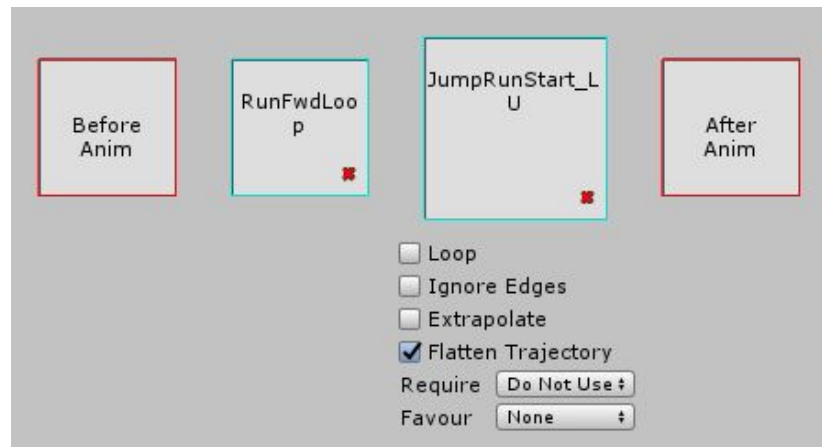 Before
Anim
RunFwdLoo
p
JumpRunStart_L
U
After
Anim
Loop
Ignore Edges
Extrapolate
Flatten Trajectory
Require Do Not Use
Favour None